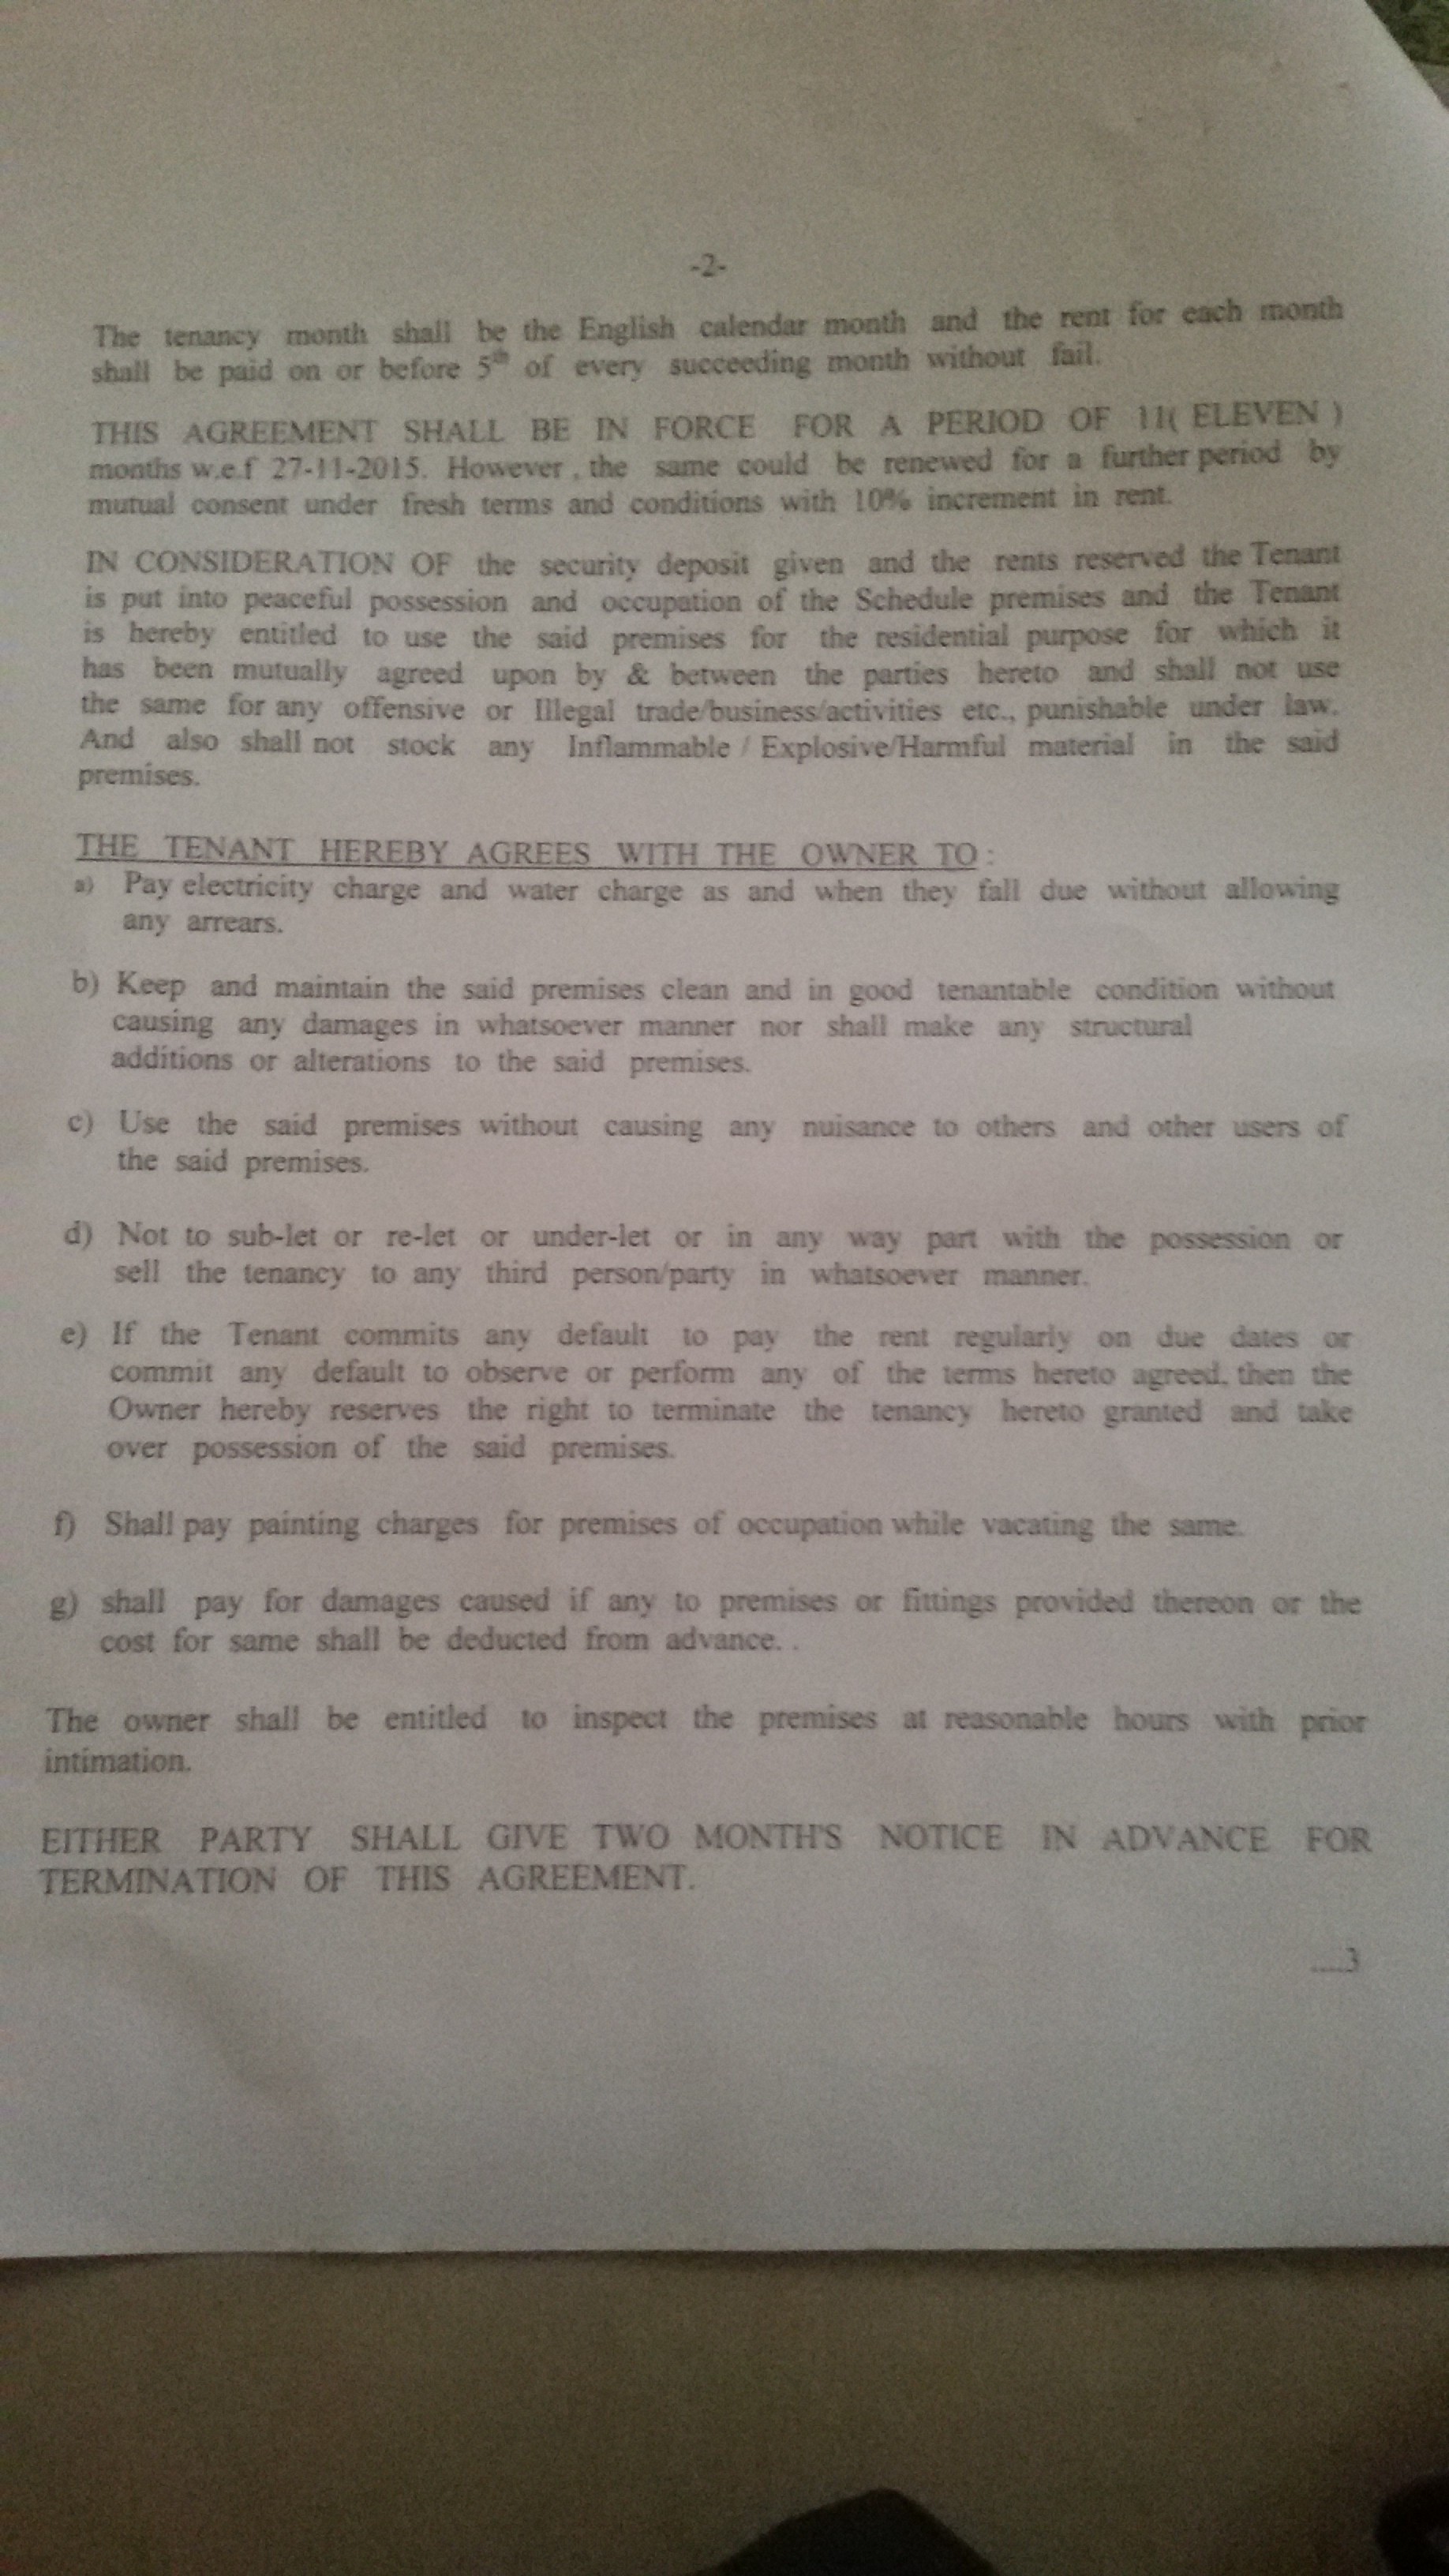 -2-
The tenancy month shall be the English calendar month and the rent for each month
shall be paid on or before 5th of every succeeding month without fail.
THIS AGREEMENT SHALL BE IN FORCE FOR A PERIOD OF 11( ELEVEN )
months w.e.f 27-11-2015. However , the same could be renewed for a further period by
mutual consent under fresh terms and conditions with 10% increment in rent.
IN CONSIDERATION OF the security deposit given and the rents reserved the Tenant
is put into peaceful possession and occupation of the Schedule premises and the Tenant
is hereby entitled to use the said premises for the residential purpose for which it
has been mutually agreed upon by & between the parties hereto and shall not use
the same for any offensive or Illegal trade/business/activities etc., punishable under law.
And also shall not stock any Inflammable / Explosive/Harmful material in the said
premises.
THE TENANT HEREBY AGREES WITH THE OWNER TO :
a) Pay electricity charge and water charge as and when they fall due without allowing
any arrears.
b) Keep and maintain the said premises clean and in good tenantable condition without
causing any damages in whatsoever manner nor shall make any structural
additions or alterations to the said premises.
c) Use the said premises without causing any nuisance to others and other users of
the said premises.
d) Not to sub-let or re-let or under-let or in any way part with the possession or
sell the tenancy to any third person/party in whatsoever manner.
e) If the Tenant commits any default to pay the rent regularly on due dates or
commit any default to observe or perform any of the terms hereto agreed, then the
Owner hereby reserves the right to terminate the tenancy hereto granted and take
over possession of the said premises.
f) Shall pay painting charges for premises of occupation while vacating the same.
g) shall pay for damages caused if any to premises or fittings provided thereon or the
cost for same shall be deducted from advance. .
The owner shall be entitled to inspect the premises at reasonable hours with prior
intimation.
EITHER PARTY SHALL GIVE TWO MONTH'S NOTICE IN ADVANCE FOR
TERMINATION OF THIS AGREEMENT.
.....3